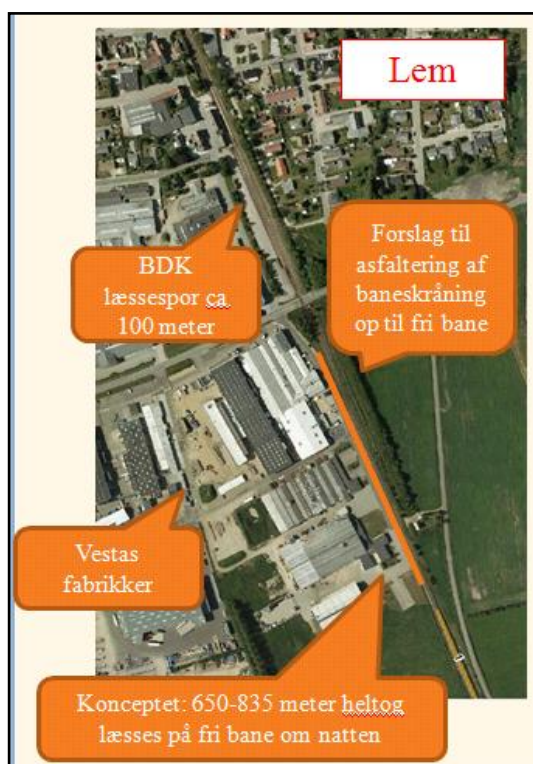 Lem
BDK
læssespor ca
100 meter
Forslag til
asfaltering af
baneskråning
op til fri bane
Vestas
fabrikker
Konceptet: 650-835 meter heltog
læsses på fri bane om natten